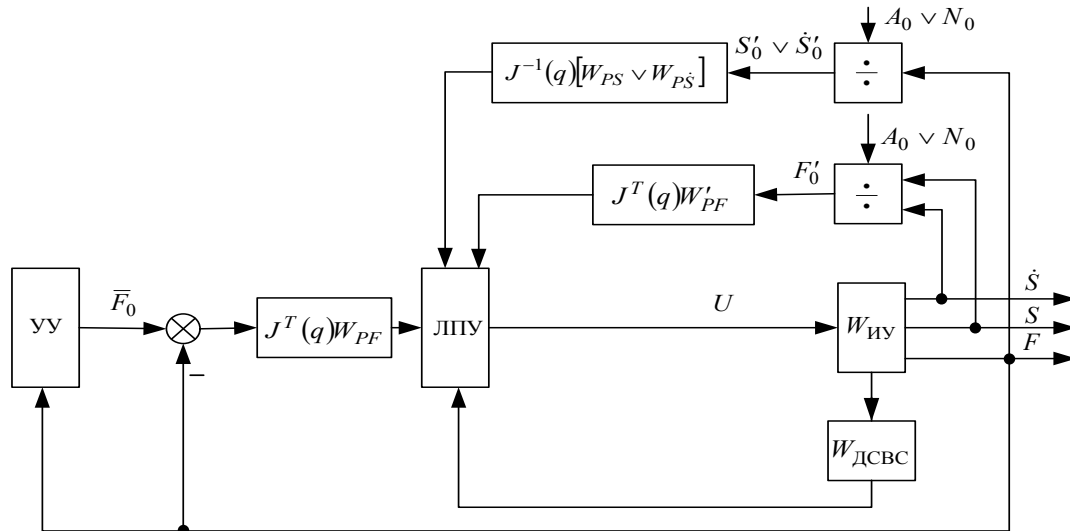 A₀ ∨ N₀
S′₀ ∨ Ṡ′₀
J⁻¹(q)[W_PS ∨ W_PṠ]
÷
A₀ ∨ N₀
F′₀
J^T(q)W′_PF
÷
УУ
F̅₀
−
J^T(q)W_PF
ЛПУ
U
W_ИУ
Ṡ
S
F
W_ДСВС